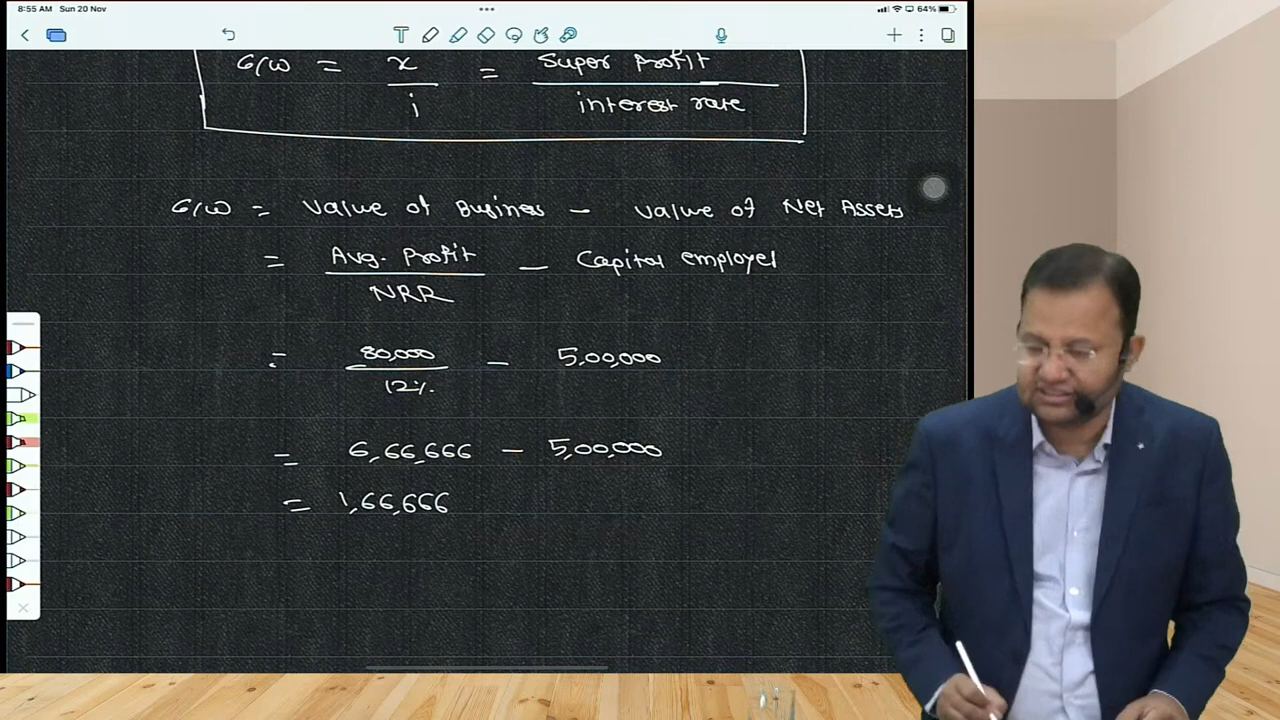 8:55 AM Sun 20 Nov
64%
T
G/W = x / i = Super Profit / interest rate
G/W = Value of Business - Value of Net Assets
= Avg. Profit / NRR - Capital employed
= 80,000 / 12% - 5,00,000
= 6,66,666 - 5,00,000
= 1,66,666